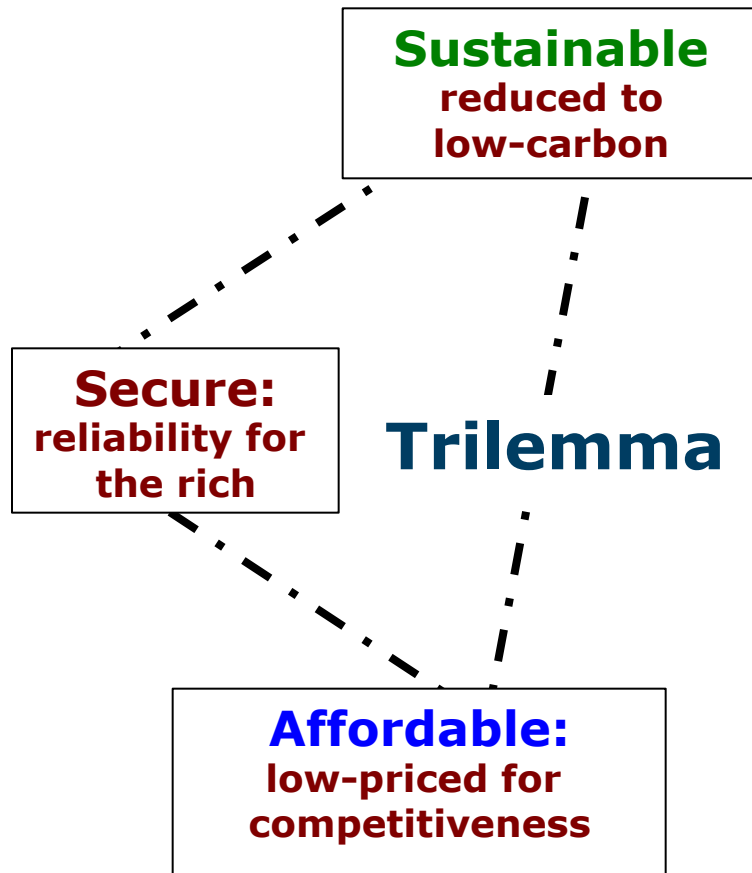 Sustainable
reduced to
low-carbon
Secure:
reliability for
the rich
Trilemma
Affordable:
low-priced for
competitiveness